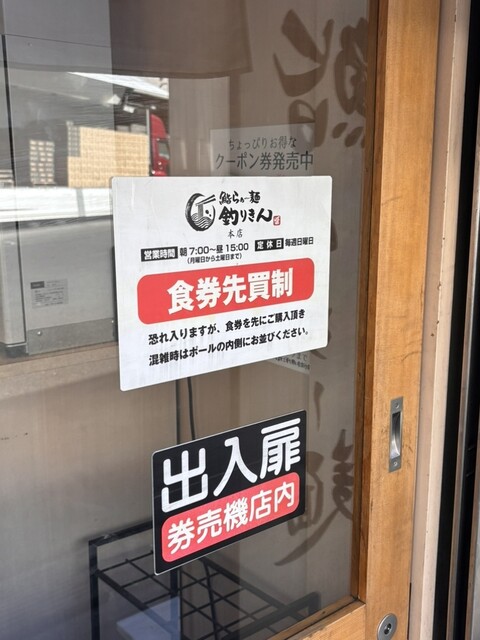 ちょっぴりお得な
クーポン券発売中
鮨らぁー麺
釣りきん
本店
営業時間 朝7:00〜昼15:00 定休日 毎週日曜日
(月曜日から土曜日まで)
食券先買制
恐れ入りますが、食券を先にご購入頂き
混雑時はポールの内側にお並びください。
出入扉
券売機店内